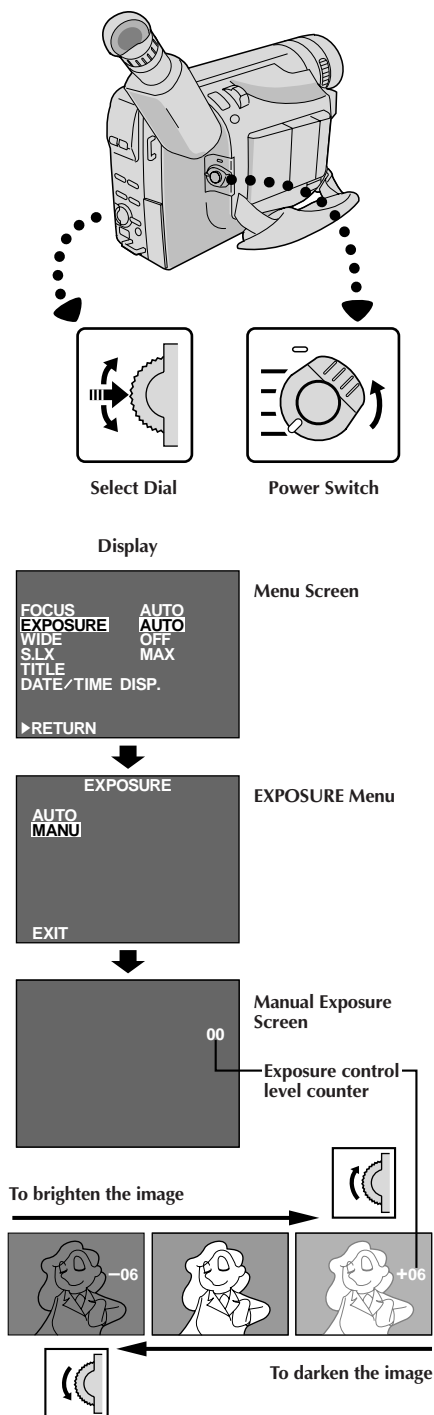 Select Dial
Power Switch
Display
Menu Screen
FOCUS AUTO
EXPOSURE AUTO
WIDE OFF
S.LX MAX
TITLE
DATE/TIME DISP.
▶RETURN
EXPOSURE
EXPOSURE Menu
AUTO
MANU
EXIT
Manual Exposure
Screen
00
Exposure control
level counter
To brighten the image
–06
+06
To darken the image